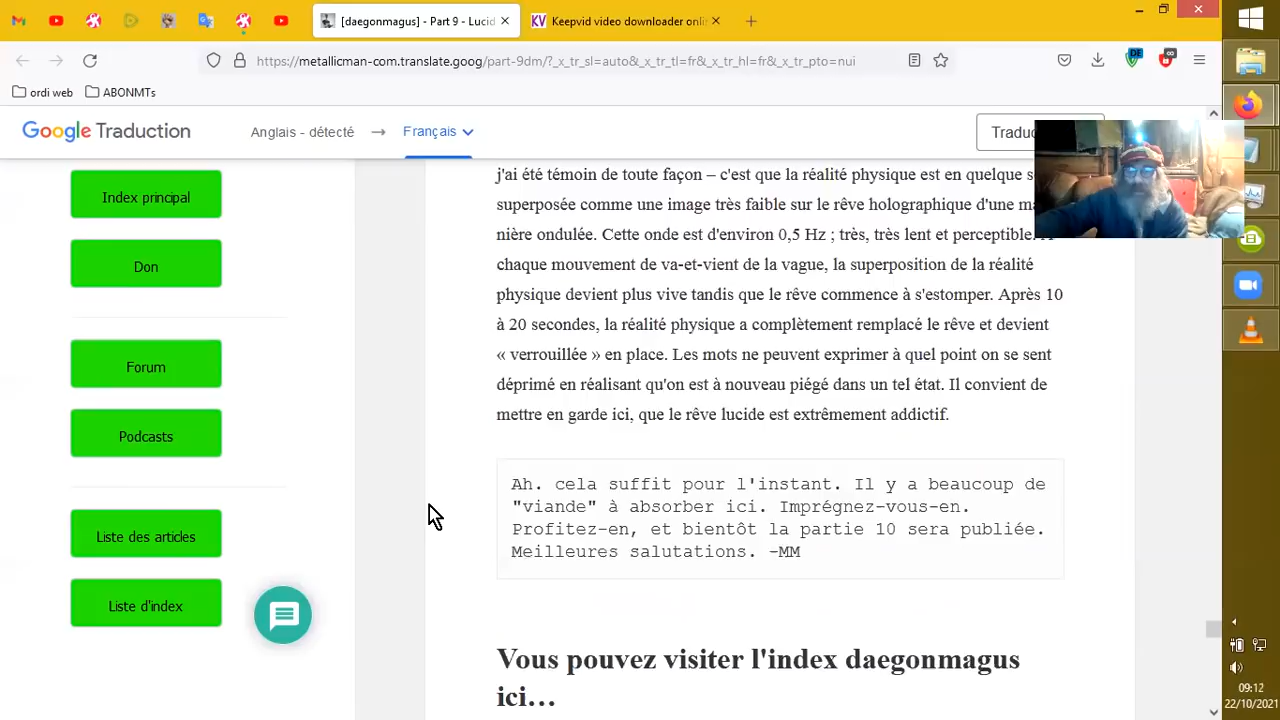 [daegonmagus] - Part 9 - Lucid
Keepvid video downloader onli
https://metallicman-com.translate.goog/part-9dm/?_x_tr_sl=auto&_x_tr_tl=fr&_x_tr_hl=fr&_x_tr_pto=nui
ordi web
ABONMTs
Google Traduction
Anglais - détecté
Français
Index principal
Don
Forum
Podcasts
Liste des articles
Liste d'index
j'ai été témoin de toute façon – c'est que la réalité physique est en quelque
superposée comme une image très faible sur le rêve holographique d'une ma
nière ondulée. Cette onde est d'environ 0,5 Hz ; très, très lent et perceptible.
chaque mouvement de va-et-vient de la vague, la superposition de la réalité
physique devient plus vive tandis que le rêve commence à s'estomper. Après 10
à 20 secondes, la réalité physique a complètement remplacé le rêve et devient
« verrouillée » en place. Les mots ne peuvent exprimer à quel point on se sent
déprimé en réalisant qu'on est à nouveau piégé dans un tel état. Il convient de
mettre en garde ici, que le rêve lucide est extrêmement addictif.
Ah. cela suffit pour l'instant. Il y a beaucoup de
"viande" à absorber ici. Imprégnez-vous-en.
Profitez-en, et bientôt la partie 10 sera publiée.
Meilleures salutations. -MM
Vous pouvez visiter l'index daegonmagus
ici…
09:12
22/10/2021